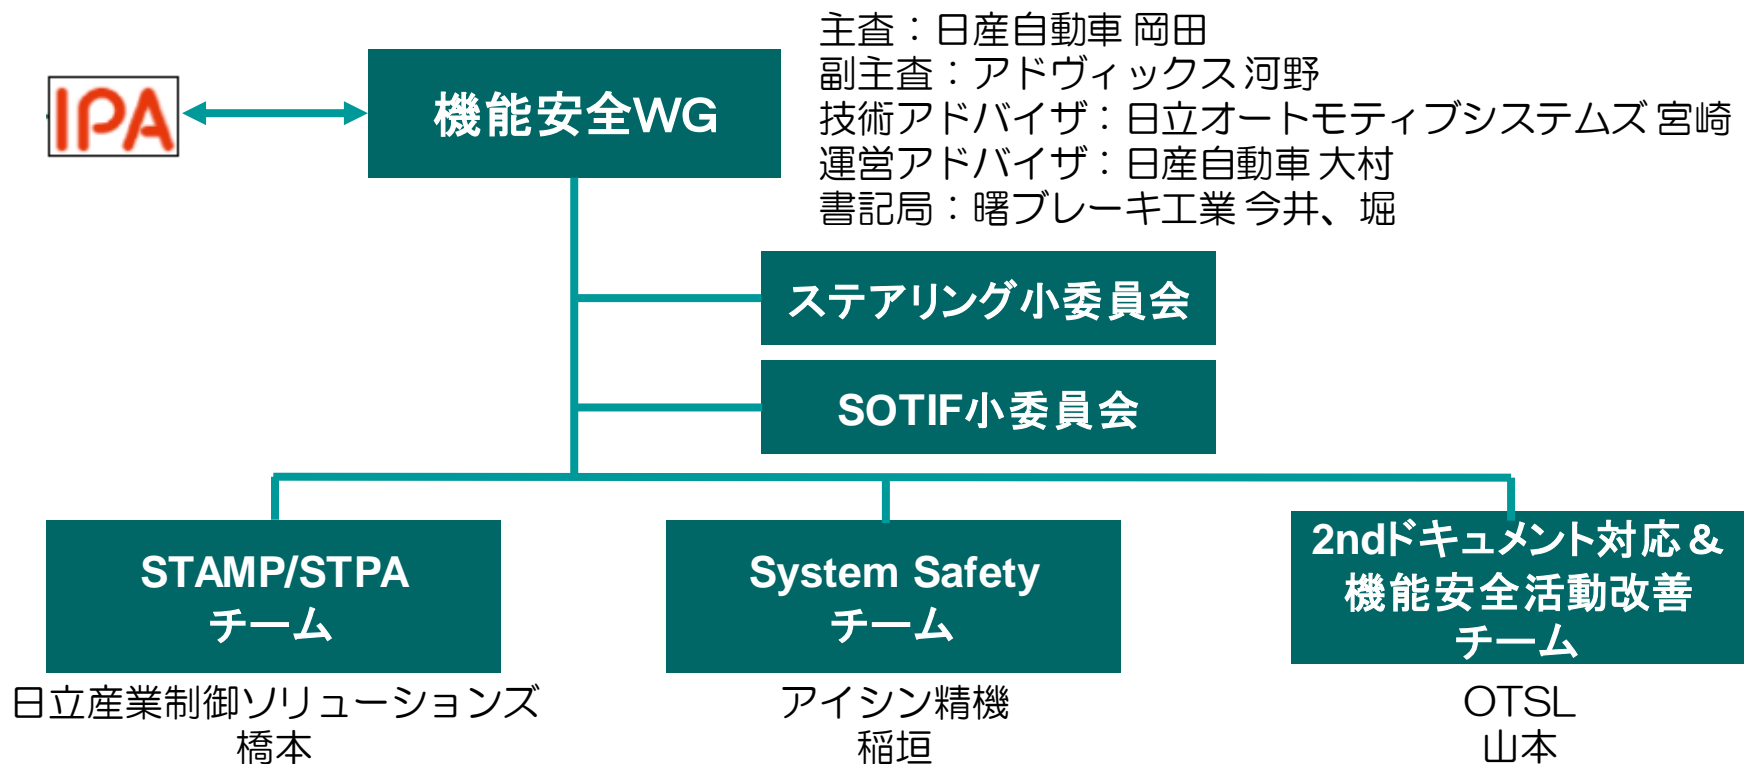 主査：日産自動車 岡田
副主査：アドヴィックス 河野
技術アドバイザ：日立オートモティブシステムズ 宮崎
運営アドバイザ：日産自動車 大村
書記局：曙ブレーキ工業 今井、堀
IPA
機能安全WG
ステアリング小委員会
SOTIF小委員会
STAMP/STPA
チーム
日立産業制御ソリューションズ
橋本
System Safety
チーム
アイシン精機
稲垣
2ndドキュメント対応＆
機能安全活動改善
チーム
OTSL
山本